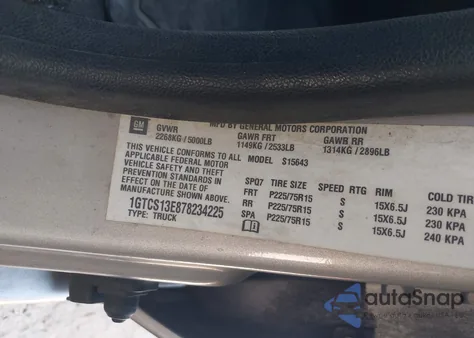 GM MFD BY GENERAL MOTORS CORPORATION
GVWR GAWR FRT GAWR RR
2268KG/5000LB 1149KG/2533LB 1314KG/2896LB
THIS VEHICLE CONFORMS TO ALL MODEL S15643
APPLICABLE FEDERAL MOTOR
VEHICLE SAFETY AND THEFT SPQ7 TIRE SIZE SPEED RTG RIM COLD TI
PREVENTION STANDARDS FRT P225/75R15 S 15X6.5J 230 KPA
EFFECT ON THE DATE OF RR P225/75R15 S 15X6.5J 230 KPA
MANUFACTURE SHOWN ABOVE. SPA P225/75R15 S 15X6.5J 240 KPA
1GTCS13E878234225
TYPE: TRUCK
autoSnap